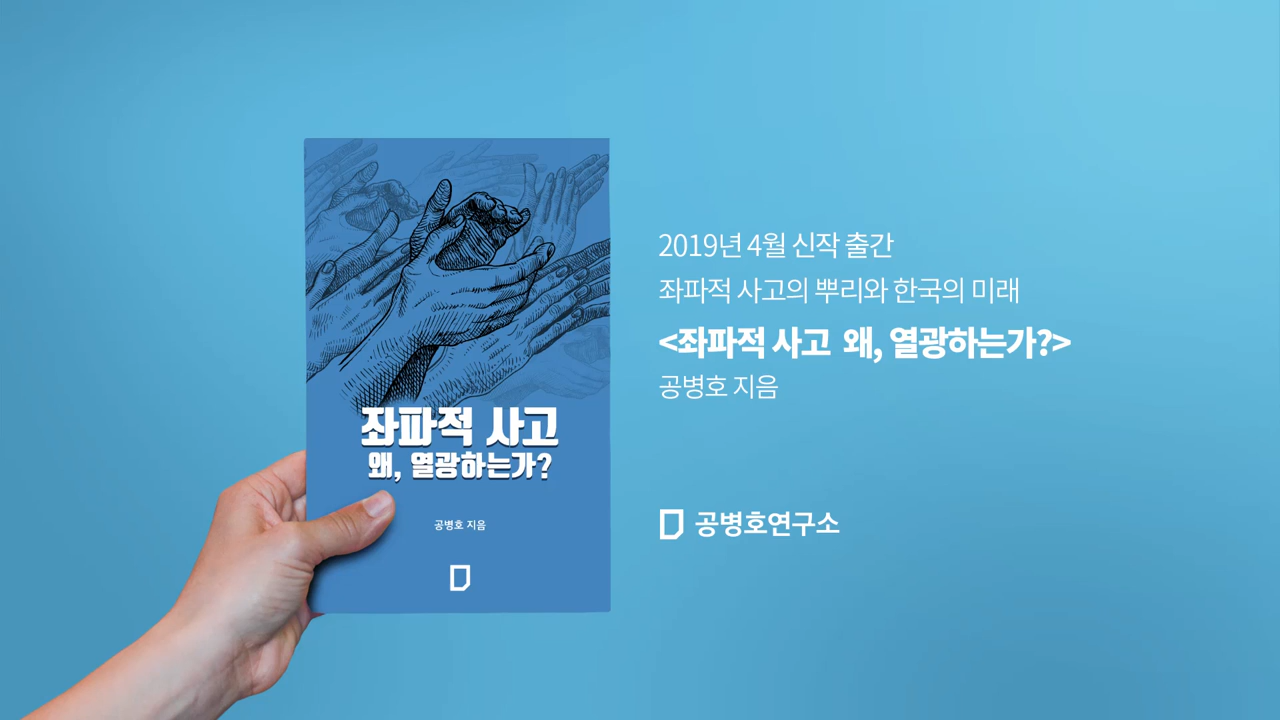 좌파적 사고
왜, 열광하는가?
공병호 지음
2019년 4월 신작 출간
좌파적 사고의 뿌리와 한국의 미래
<좌파적 사고 왜, 열광하는가?>
공병호 지음
공병호연구소